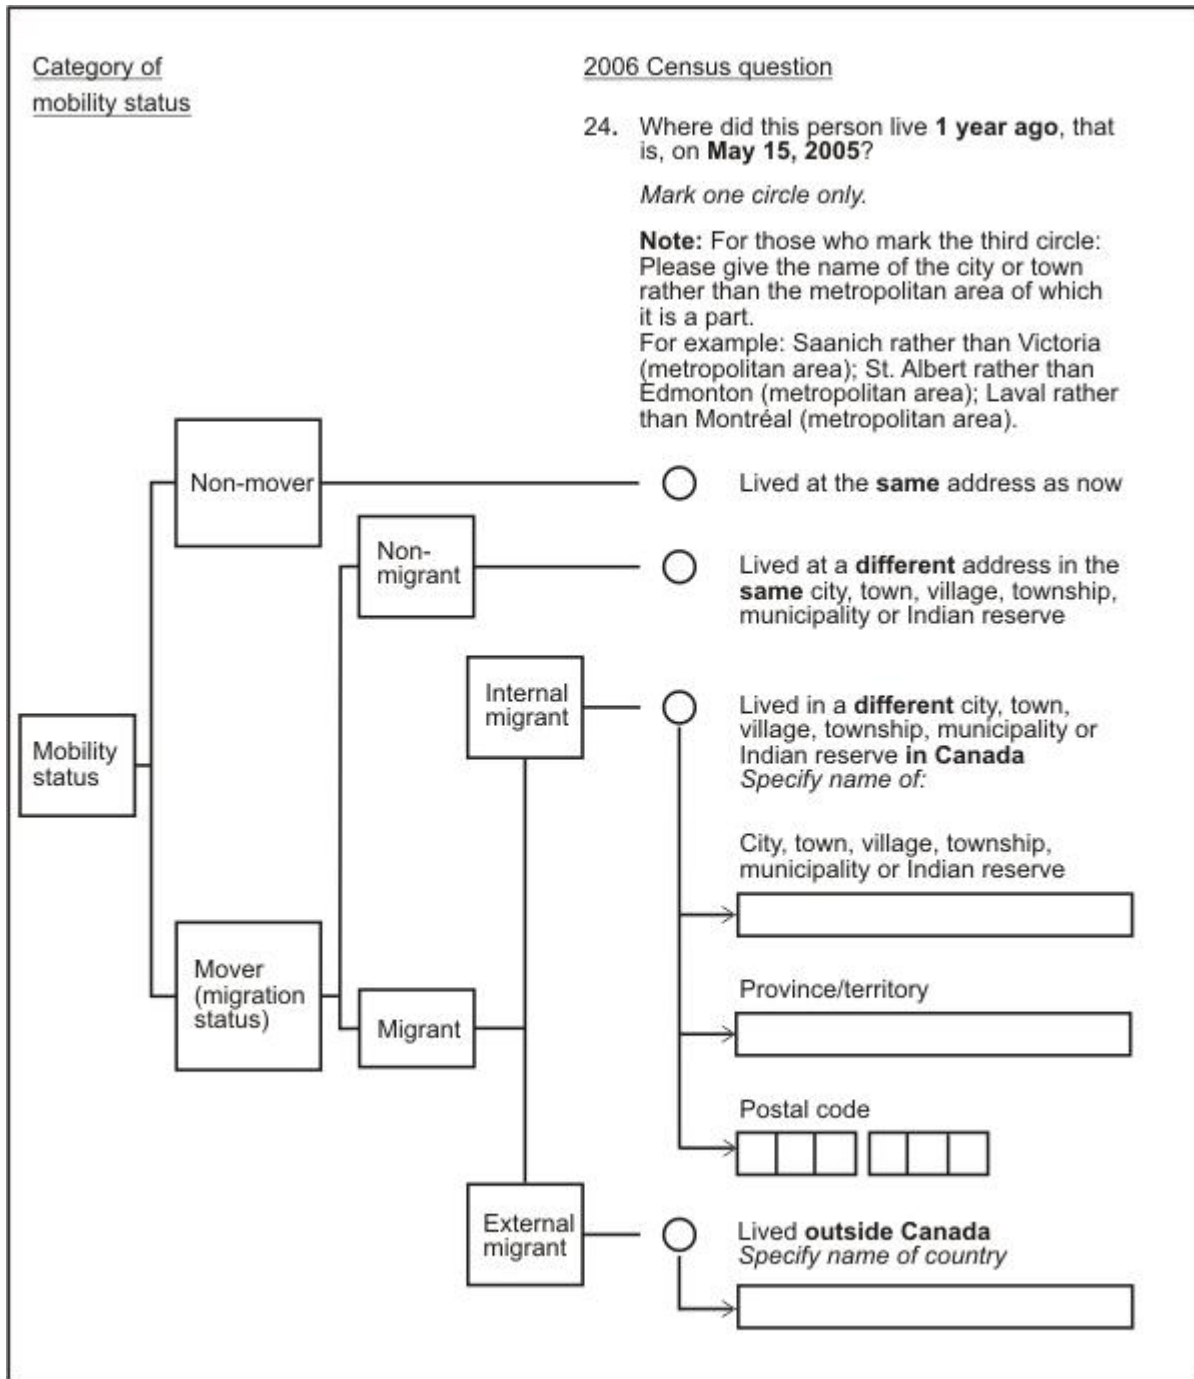 Category of
mobility status
2006 Census question
24. Where did this person live 1 year ago, that
is, on May 15, 2005?
Mark one circle only.
Note: For those who mark the third circle:
Please give the name of the city or town
rather than the metropolitan area of which
it is a part.
For example: Saanich rather than Victoria
(metropolitan area); St. Albert rather than
Edmonton (metropolitan area); Laval rather
than Montréal (metropolitan area).
Non-mover
Lived at the same address as now
Non-
migrant
Lived at a different address in the
same city, town, village, township,
municipality or Indian reserve
Internal
migrant
Lived in a different city, town,
village, township, municipality or
Indian reserve in Canada
Specify name of:
Mobility
status
City, town, village, township,
municipality or Indian reserve
Mover
(migration
status)
Migrant
Province/territory
Postal code
External
migrant
Lived outside Canada
Specify name of country